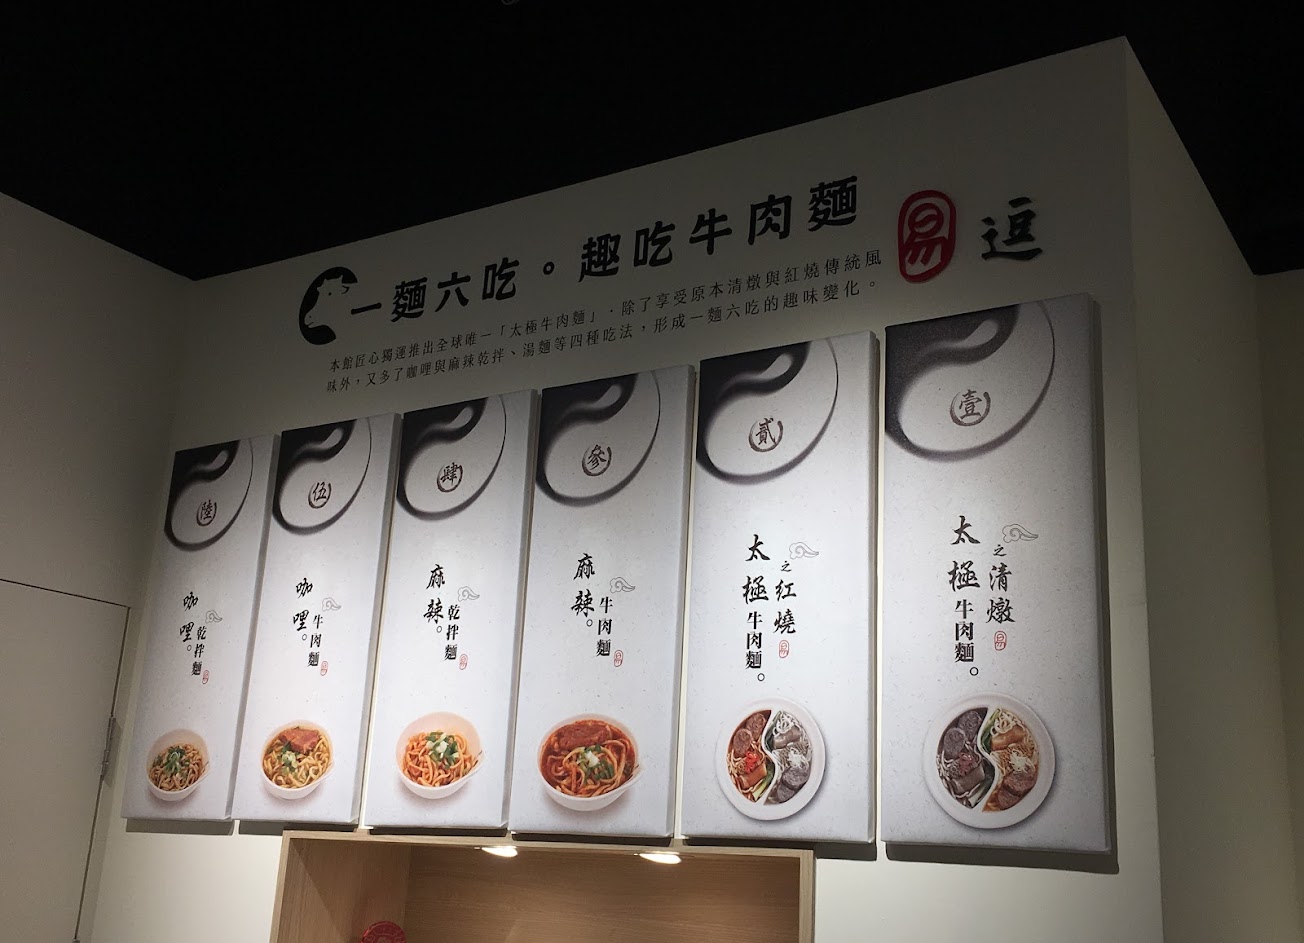 一麵六吃。趣吃牛肉麵
易 逗
本館匠心獨運推出全球唯一「太極牛肉麵」，除了享受原本清燉與紅燒傳統風
味外，又多了咖哩與麻辣乾拌、湯麵等四種吃法，形成一麵六吃的趣味變化。
壹
太極之清燉
牛肉麵。
易
貳
太極之紅燒
牛肉麵。
易
參
麻辣。
牛肉麵
肆
麻辣。
乾拌麵
伍
咖哩。
牛肉麵
陸
咖哩。
乾拌麵